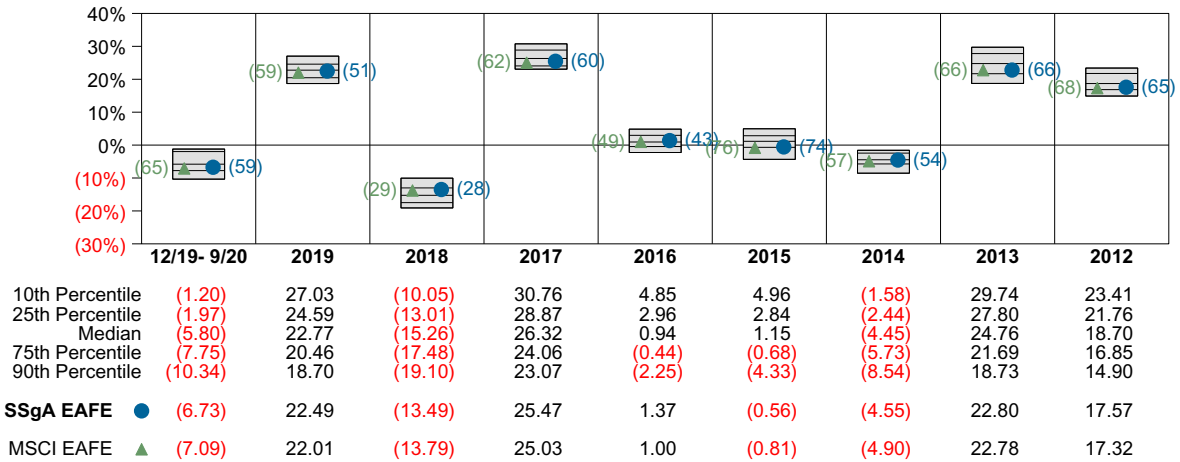 40%
30%
20%
10%
0%
(10%)
(20%)
(30%)
(65) (59)
(59) (51)
(29) (28)
(62) (60)
(49) (43)
(76) (74)
(57) (54)
(66) (66)
(68) (65)
12/19- 9/20 2019 2018 2017 2016 2015 2014 2013 2012
10th Percentile (1.20) 27.03 (10.05) 30.76 4.85 4.96 (1.58) 29.74 23.41
25th Percentile (1.97) 24.59 (13.01) 28.87 2.96 2.84 (2.44) 27.80 21.76
Median (5.80) 22.77 (15.26) 26.32 0.94 1.15 (4.45) 24.76 18.70
75th Percentile (7.75) 20.46 (17.48) 24.06 (0.44) (0.68) (5.73) 21.69 16.85
90th Percentile (10.34) 18.70 (19.10) 23.07 (2.25) (4.33) (8.54) 18.73 14.90
SSgA EAFE (6.73) 22.49 (13.49) 25.47 1.37 (0.56) (4.55) 22.80 17.57
MSCI EAFE (7.09) 22.01 (13.79) 25.03 1.00 (0.81) (4.90) 22.78 17.32